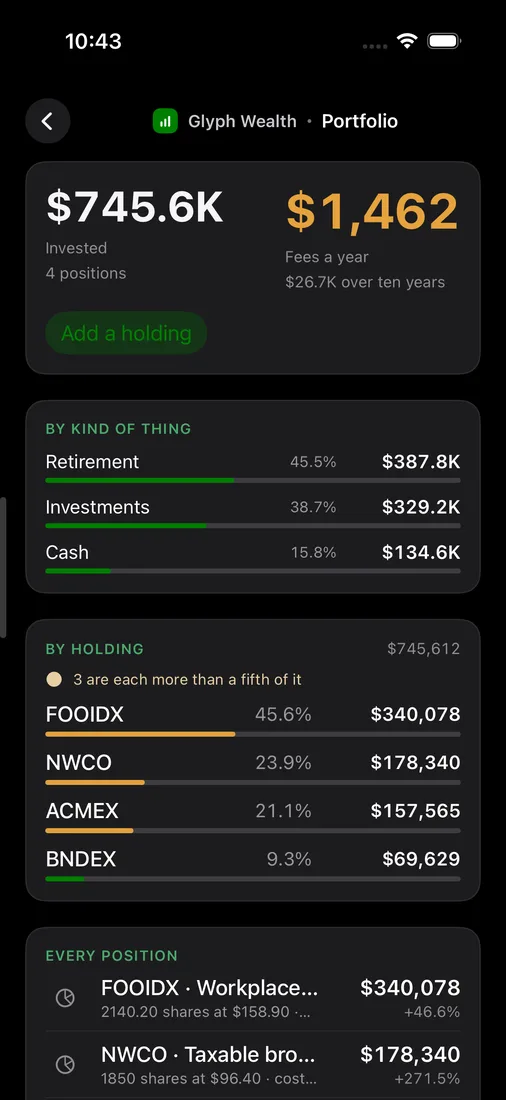 10:43
Glyph Wealth • Portfolio
$745.6K
$1,462
Invested
Fees a year
4 positions
$26.7K over ten years
Add a holding
BY KIND OF THING
Retirement 45.5% $387.8K
Investments 38.7% $329.2K
Cash 15.8% $134.6K
BY HOLDING $745,612
3 are each more than a fifth of it
FOOIDX 45.6% $340,078
NWCO 23.9% $178,340
ACMEX 21.1% $157,565
BNDEX 9.3% $69,629
EVERY POSITION
FOOIDX · Workplace... $340,078
2140.20 shares at $158.90 ·... +46.6%
NWCO · Taxable bro... $178,340
1850 shares at $96.40 · cost... +271.5%